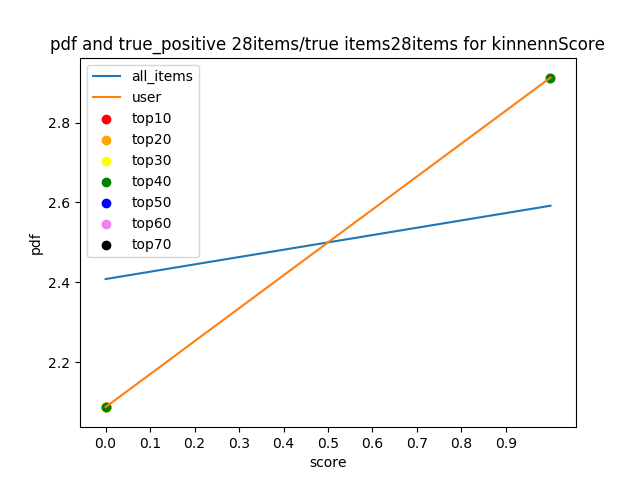 pdf and true_positive 28items/true items28items for kinnennScore
all_items
user
top10
top20
top30
top40
top50
top60
top70
2.8
2.6
2.4
2.2
pdf
0.0 0.1 0.2 0.3 0.4 0.5 0.6 0.7 0.8 0.9
score